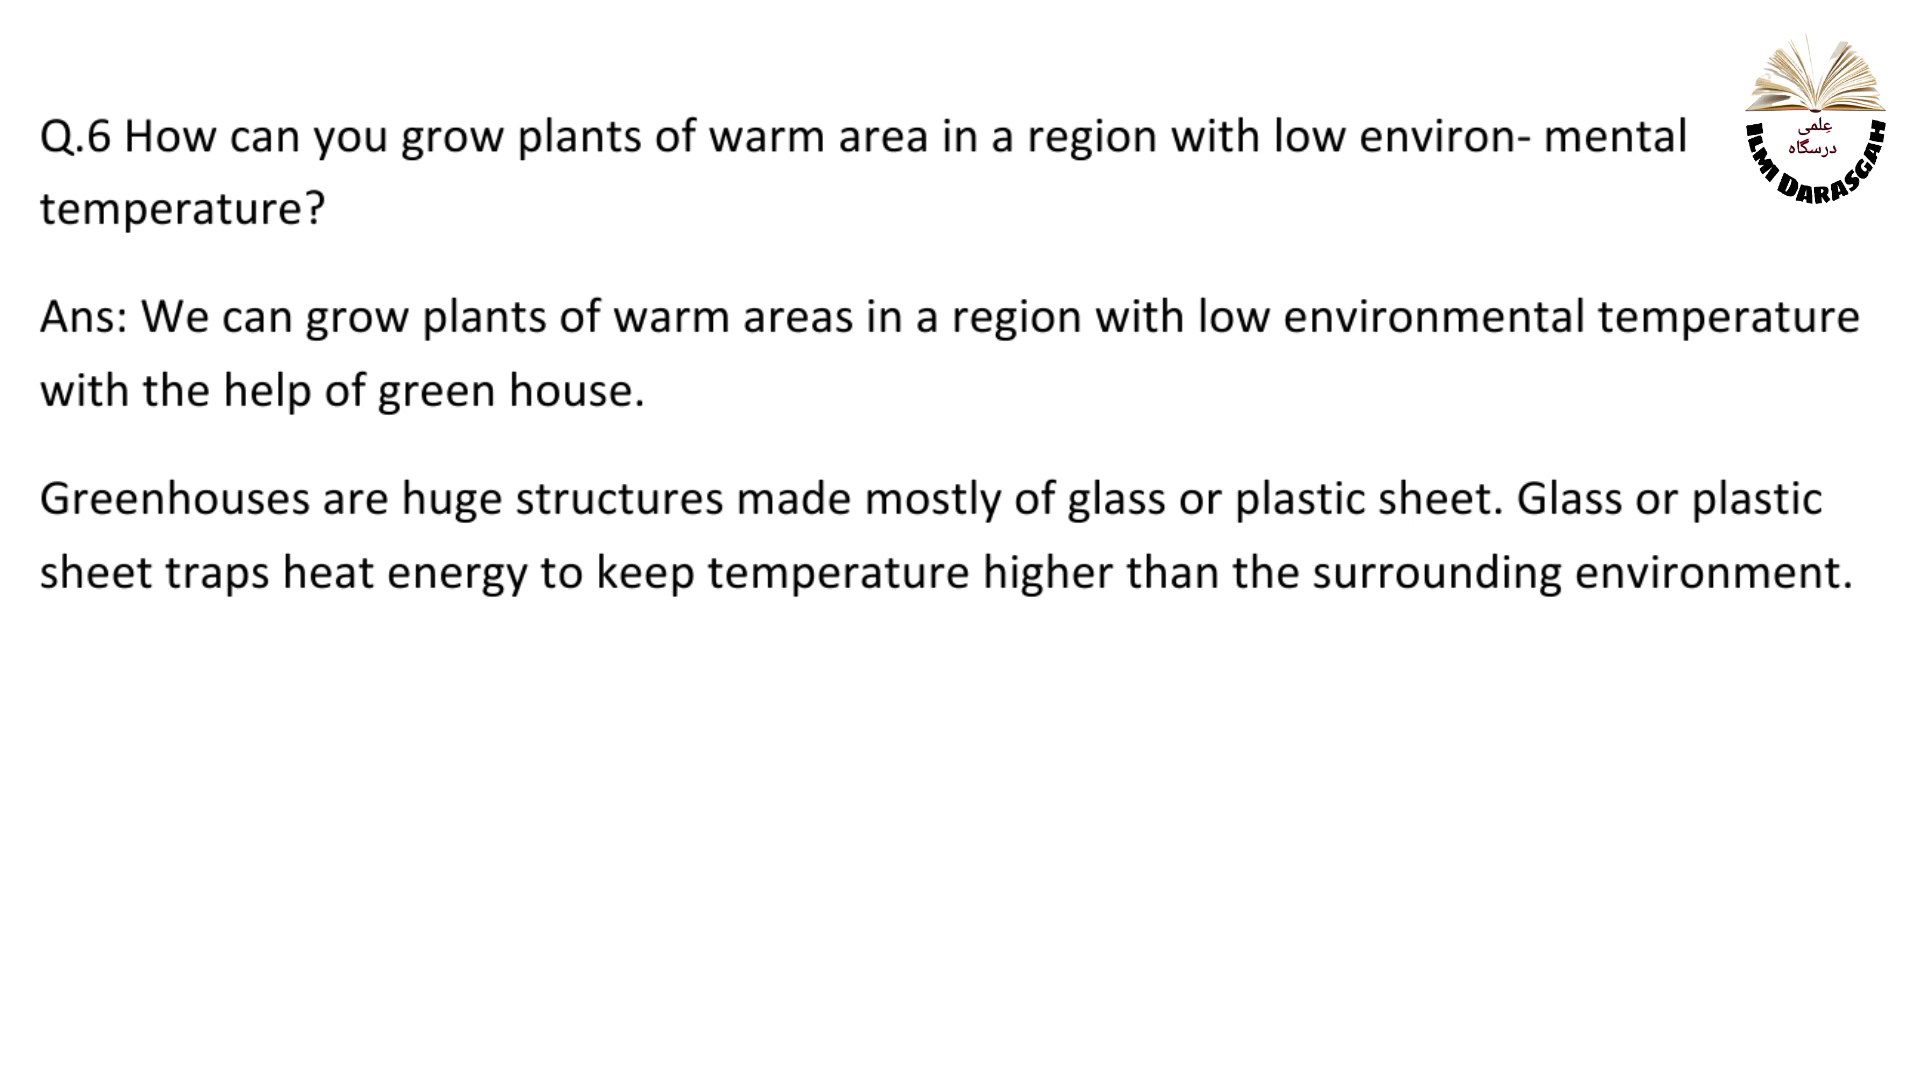 Q.6 How can you grow plants of warm area in a region with low environ- mental
temperature?
Ans: We can grow plants of warm areas in a region with low environmental temperature
with the help of green house.
Greenhouses are huge structures made mostly of glass or plastic sheet. Glass or plastic
sheet traps heat energy to keep temperature higher than the surrounding environment.
عِلمی
درسگاہ
ILMI DARASGAH